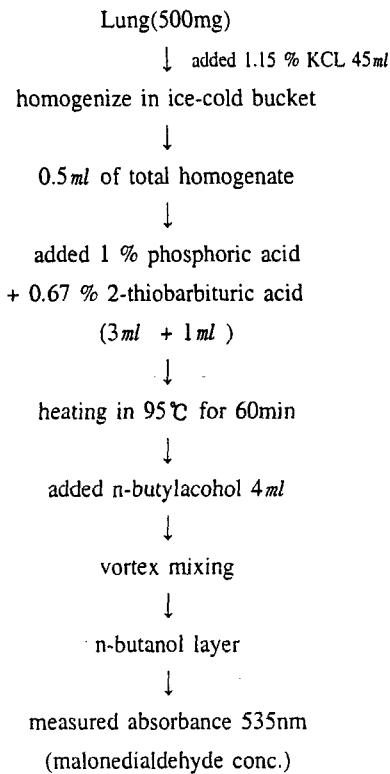 Lung(500mg)
↓ added 1.15 % KCL 45ml
homogenize in ice-cold bucket
↓
0.5ml of total homogenate
↓
added 1 % phosphoric acid
+ 0.67 % 2-thiobarbituric acid
(3ml + 1ml )
↓
heating in 95℃ for 60min
↓
added n-butylacohol 4ml
↓
vortex mixing
↓
n-butanol layer
↓
measured absorbance 535nm
(malonedialdehyde conc.)